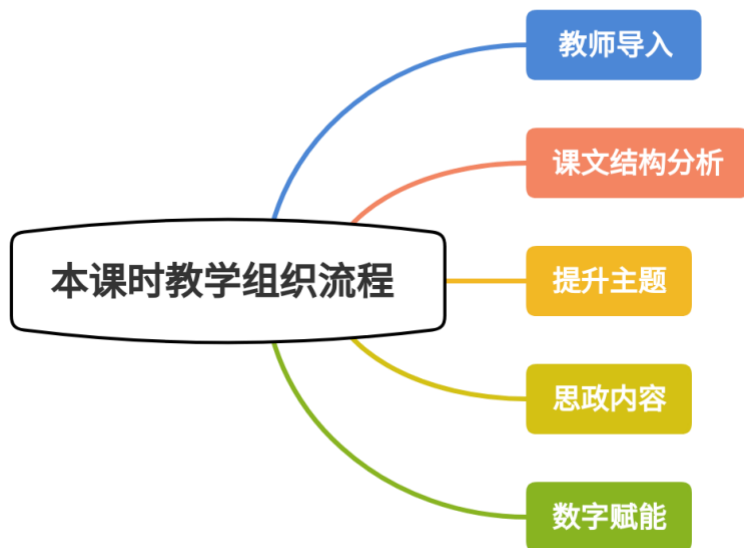 本课时教学组织流程
教师导入
课文结构分析
提升主题
思政内容
数字赋能